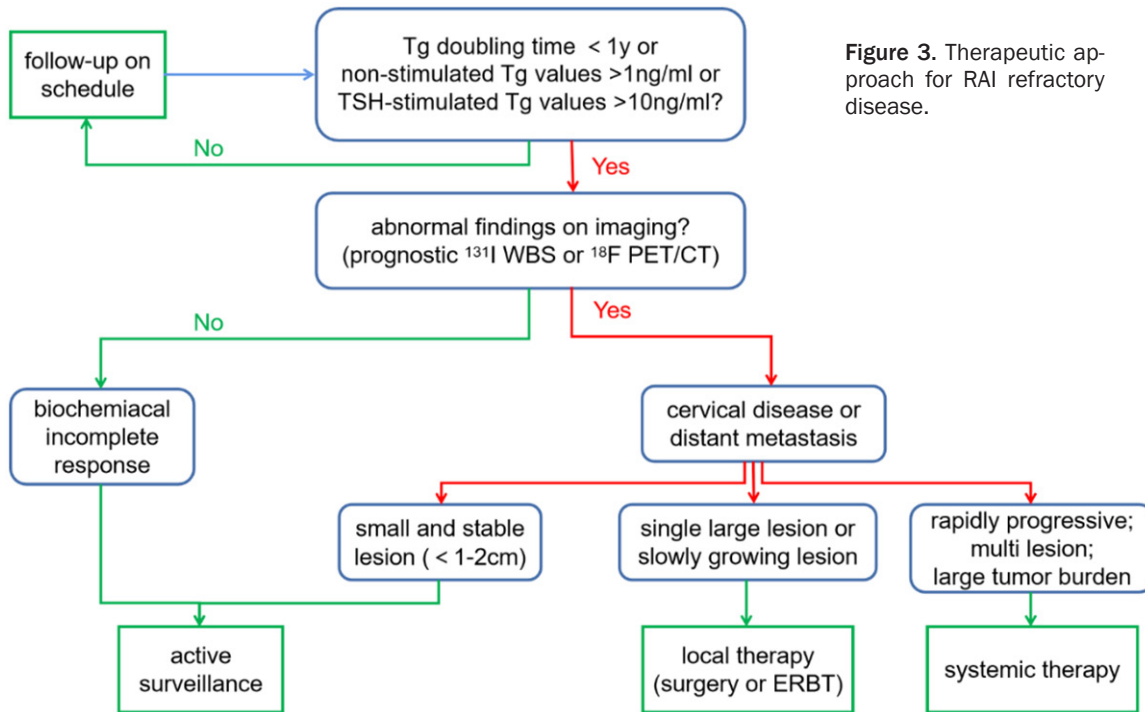 follow-up on
schedule
Tg doubling time < 1y or
non-stimulated Tg values >1ng/ml or
TSH-stimulated Tg values >10ng/ml?
Figure 3. Therapeutic ap-
proach for RAI refractory
disease.
No
Yes
abnormal findings on imaging?
(prognostic ¹³¹I WBS or ¹⁸F PET/CT)
No
Yes
biochemiacal
incomplete
response
cervical disease or
distant metastasis
small and stable
lesion ( < 1-2cm)
single large lesion or
slowly growing lesion
rapidly progressive;
multi lesion;
large tumor burden
active
surveillance
local therapy
(surgery or ERBT)
systemic therapy